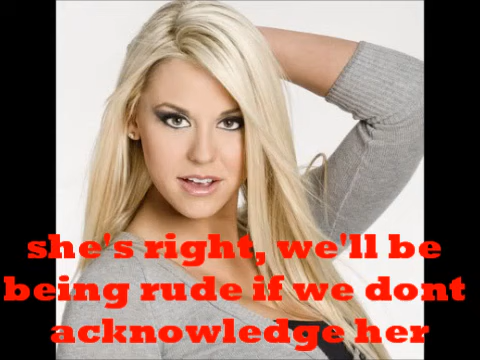 she's right, we'll be
being rude if we dont
acknowledge her